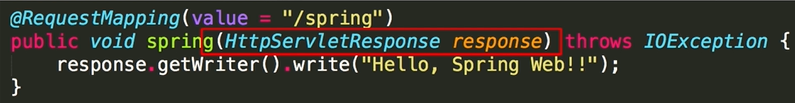 @RequestMapping(value = "/spring")
public void spring(HttpServletResponse response) throws IOException {
    response.getWriter().write("Hello, Spring Web!!");
}